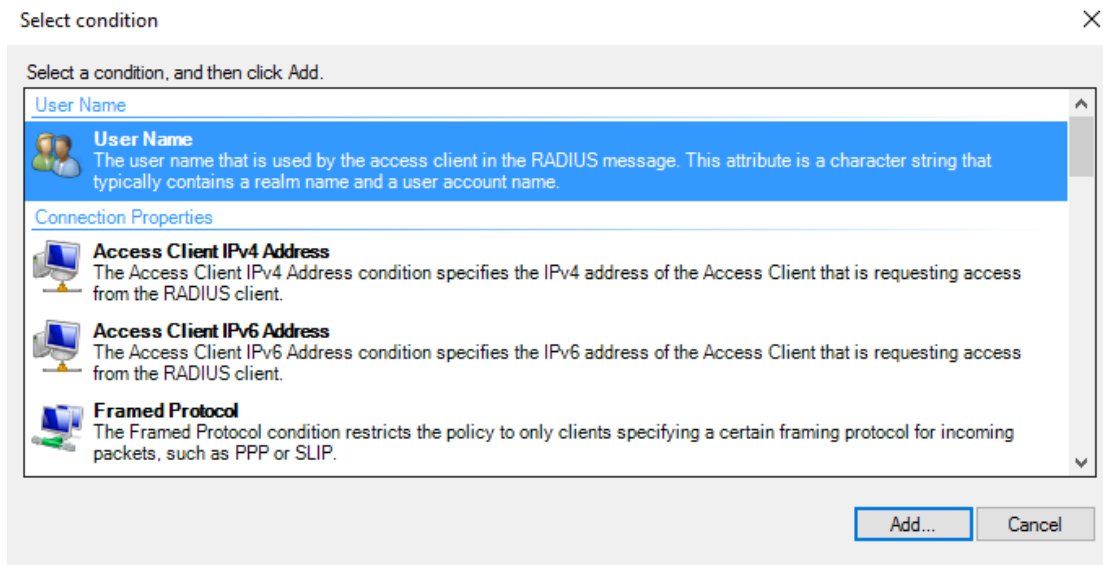 Select condition
Select a condition, and then click Add.
User Name
User Name
The user name that is used by the access client in the RADIUS message. This attribute is a character string that
typically contains a realm name and a user account name.
Connection Properties
Access Client IPv4 Address
The Access Client IPv4 Address condition specifies the IPv4 address of the Access Client that is requesting access
from the RADIUS client.
Access Client IPv6 Address
The Access Client IPv6 Address condition specifies the IPv6 address of the Access Client that is requesting access
from the RADIUS client.
Framed Protocol
The Framed Protocol condition restricts the policy to only clients specifying a certain framing protocol for incoming
packets, such as PPP or SLIP.
Add... Cancel